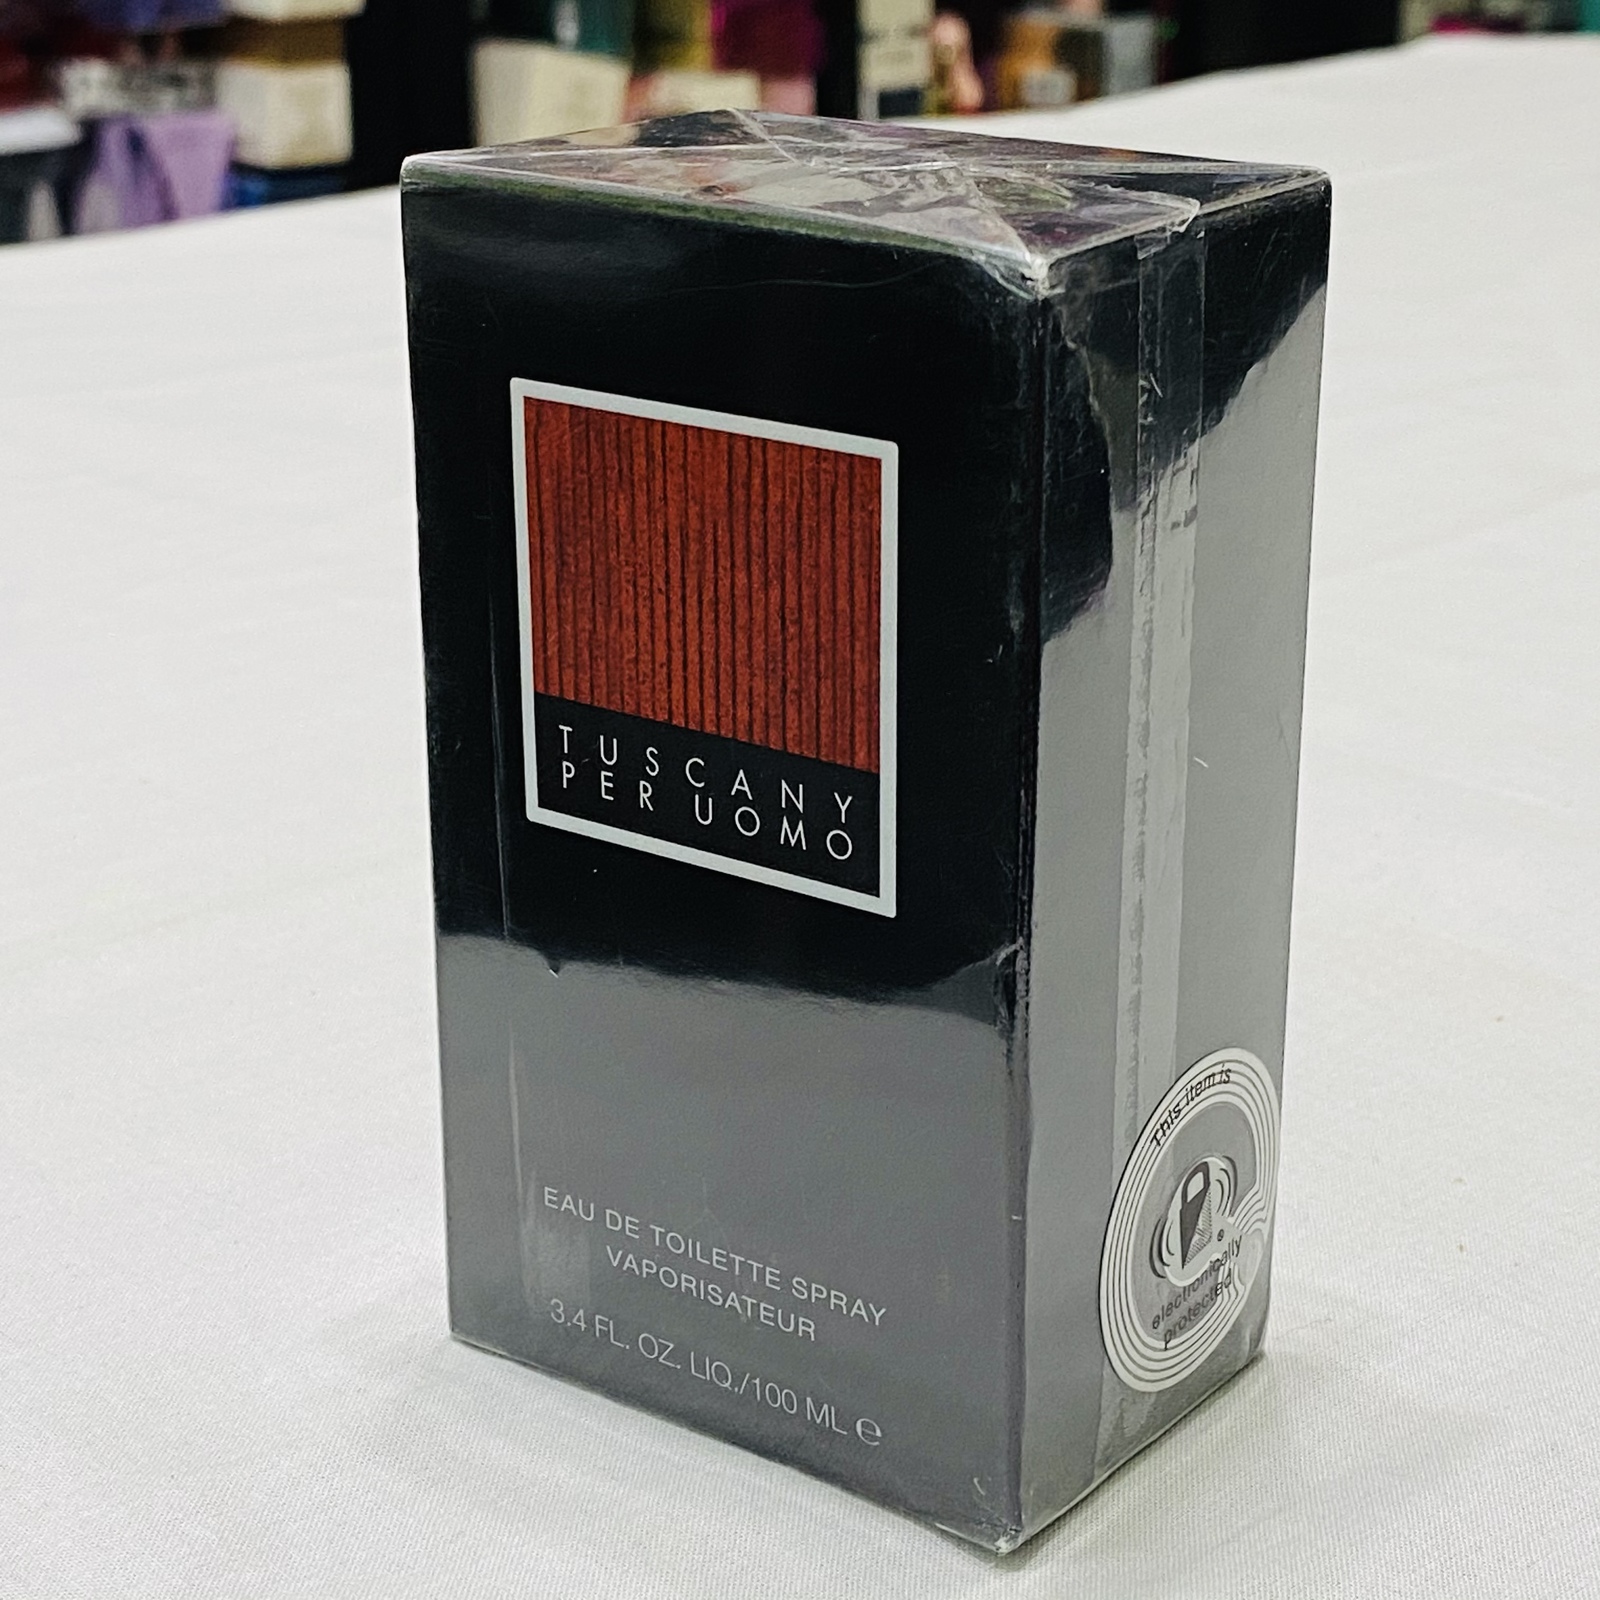 TUSCANY
PER UOMO
EAU DE TOILETTE SPRAY
VAPORISATEUR
3.4 FL. OZ. LIQ./100 ML ℮
This item is
®
electronically
protected